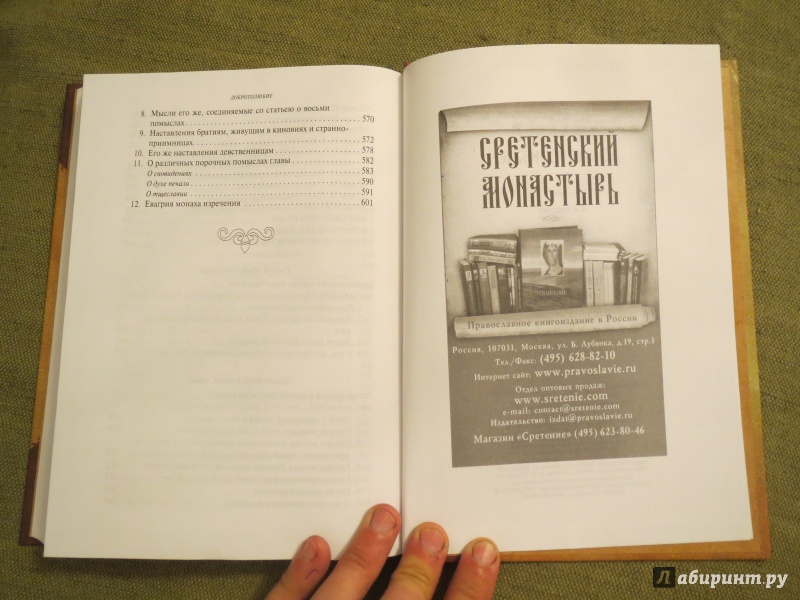 ДОБРОТОЛЮБИЕ
8. Мысли его же, соединяемые со статьею о восьми
помыслах 570
9. Наставления братиям, живущим в киновиях и странно-
приимницах. 572
10. Его же наставления девственницам 578
11. О различных порочных помыслах главы 582
О сновидениях 583
О духе печали 590
О тщеславии 591
12. Евагрия монаха изречения 601
СРЕТЕНСКИЙ
МОНАСТЫРЬ
Православное книгоиздание в России
Россия, 107031, Москва, ул. Б. Лубянка, д.19, стр.1
Тел./Факс: (495) 628-82-10
Интернет сайт: www.pravoslavie.ru
Отдел оптовых продаж:
www.sretenie.com
e-mail: contact@sretenie.com
Издательство: izdat@pravoslavie.ru
Магазин «Сретение» (495) 623-80-46
Лабиринт.ру